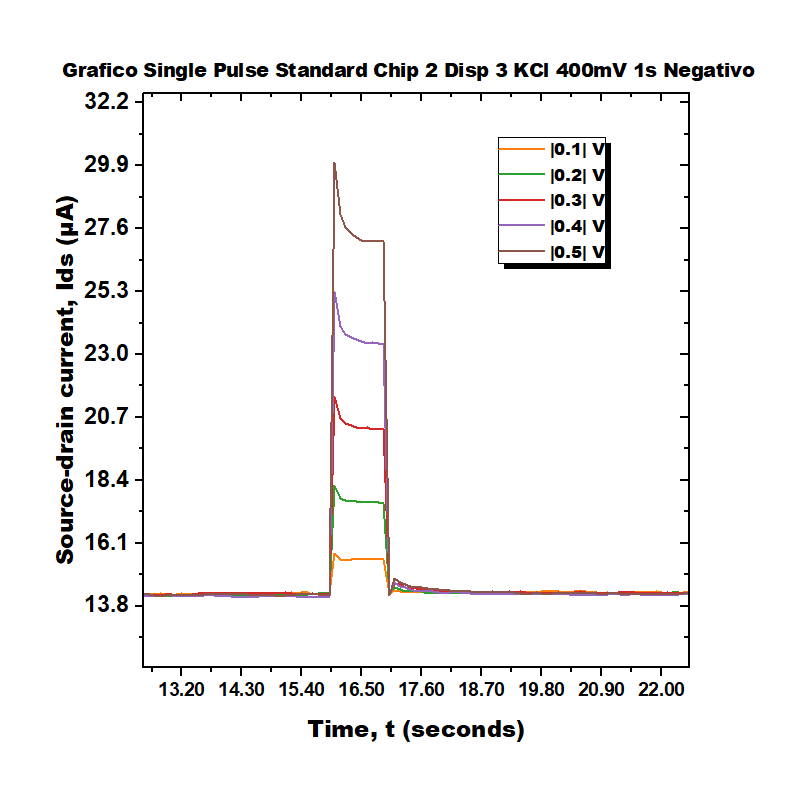 Grafico Single Pulse Standard Chip 2 Disp 3 KCl 400mV 1s Negativo
32.2
29.9
27.6
25.3
23.0
20.7
18.4
16.1
13.8
Source-drain current, Ids (µA)
|0.1| V
|0.2| V
|0.3| V
|0.4| V
|0.5| V
13.20 14.30 15.40 16.50 17.60 18.70 19.80 20.90 22.00
Time, t (seconds)